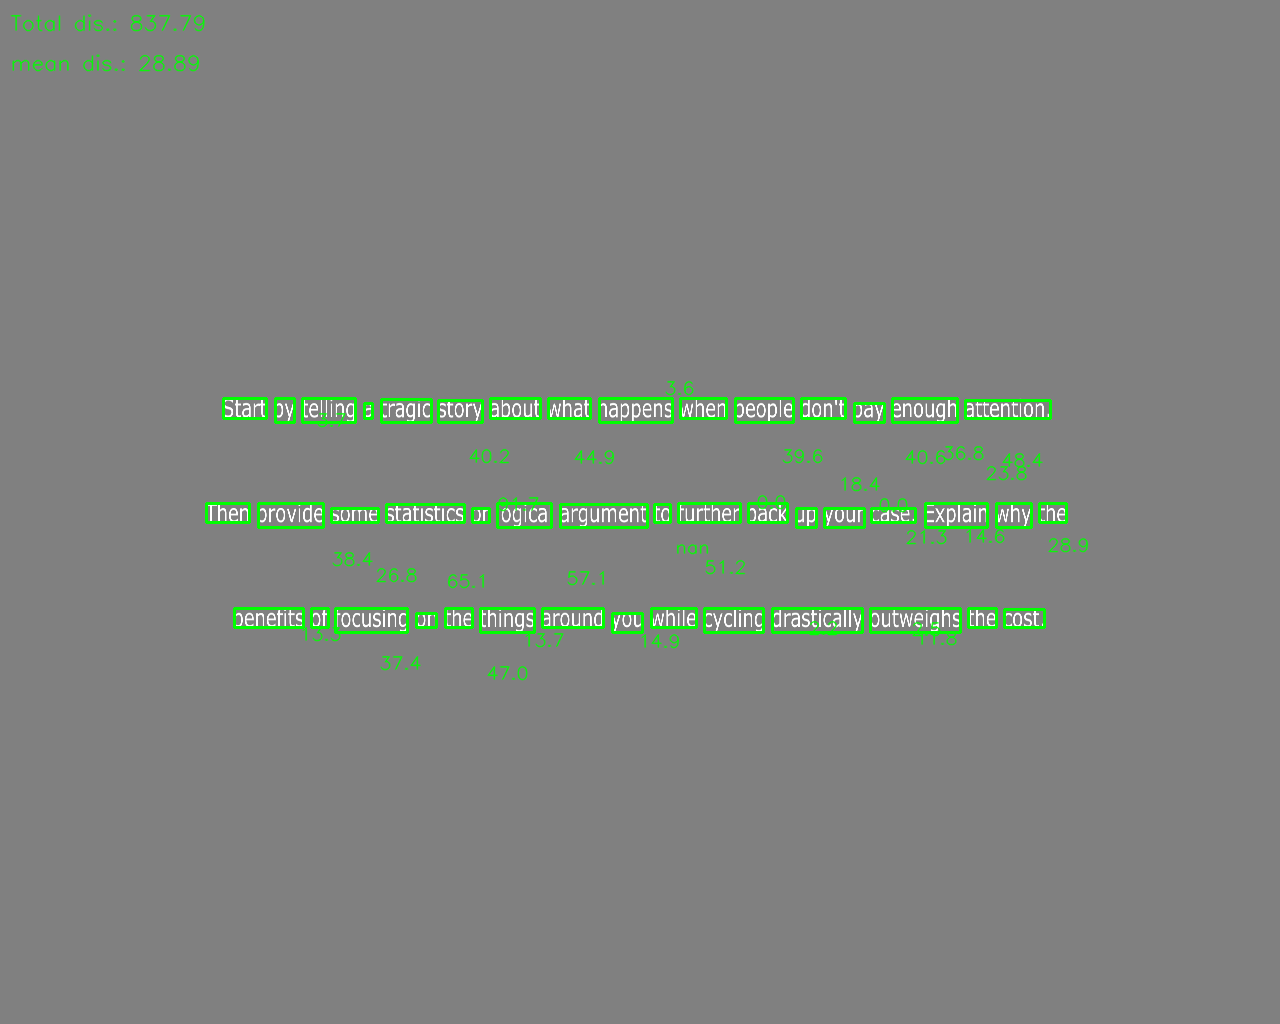 Total dis.: 837.79
mean dis.: 28.89
3.6
Start by telling a tragic story about what happens when people don't pay enough attention.
40.2 44.9 39.6 40.6 36.8 48.4
23.8
18.4
Then provide some statistics or logical argument to further back up your case. Explain why the
21.3 14.6
nan 28.9
38.4 51.2
26.8 65.1 57.1
benefits of focusing on the things around you while cycling drastically outweighs the cost.
13.7 14.9 11.8
37.4
47.0